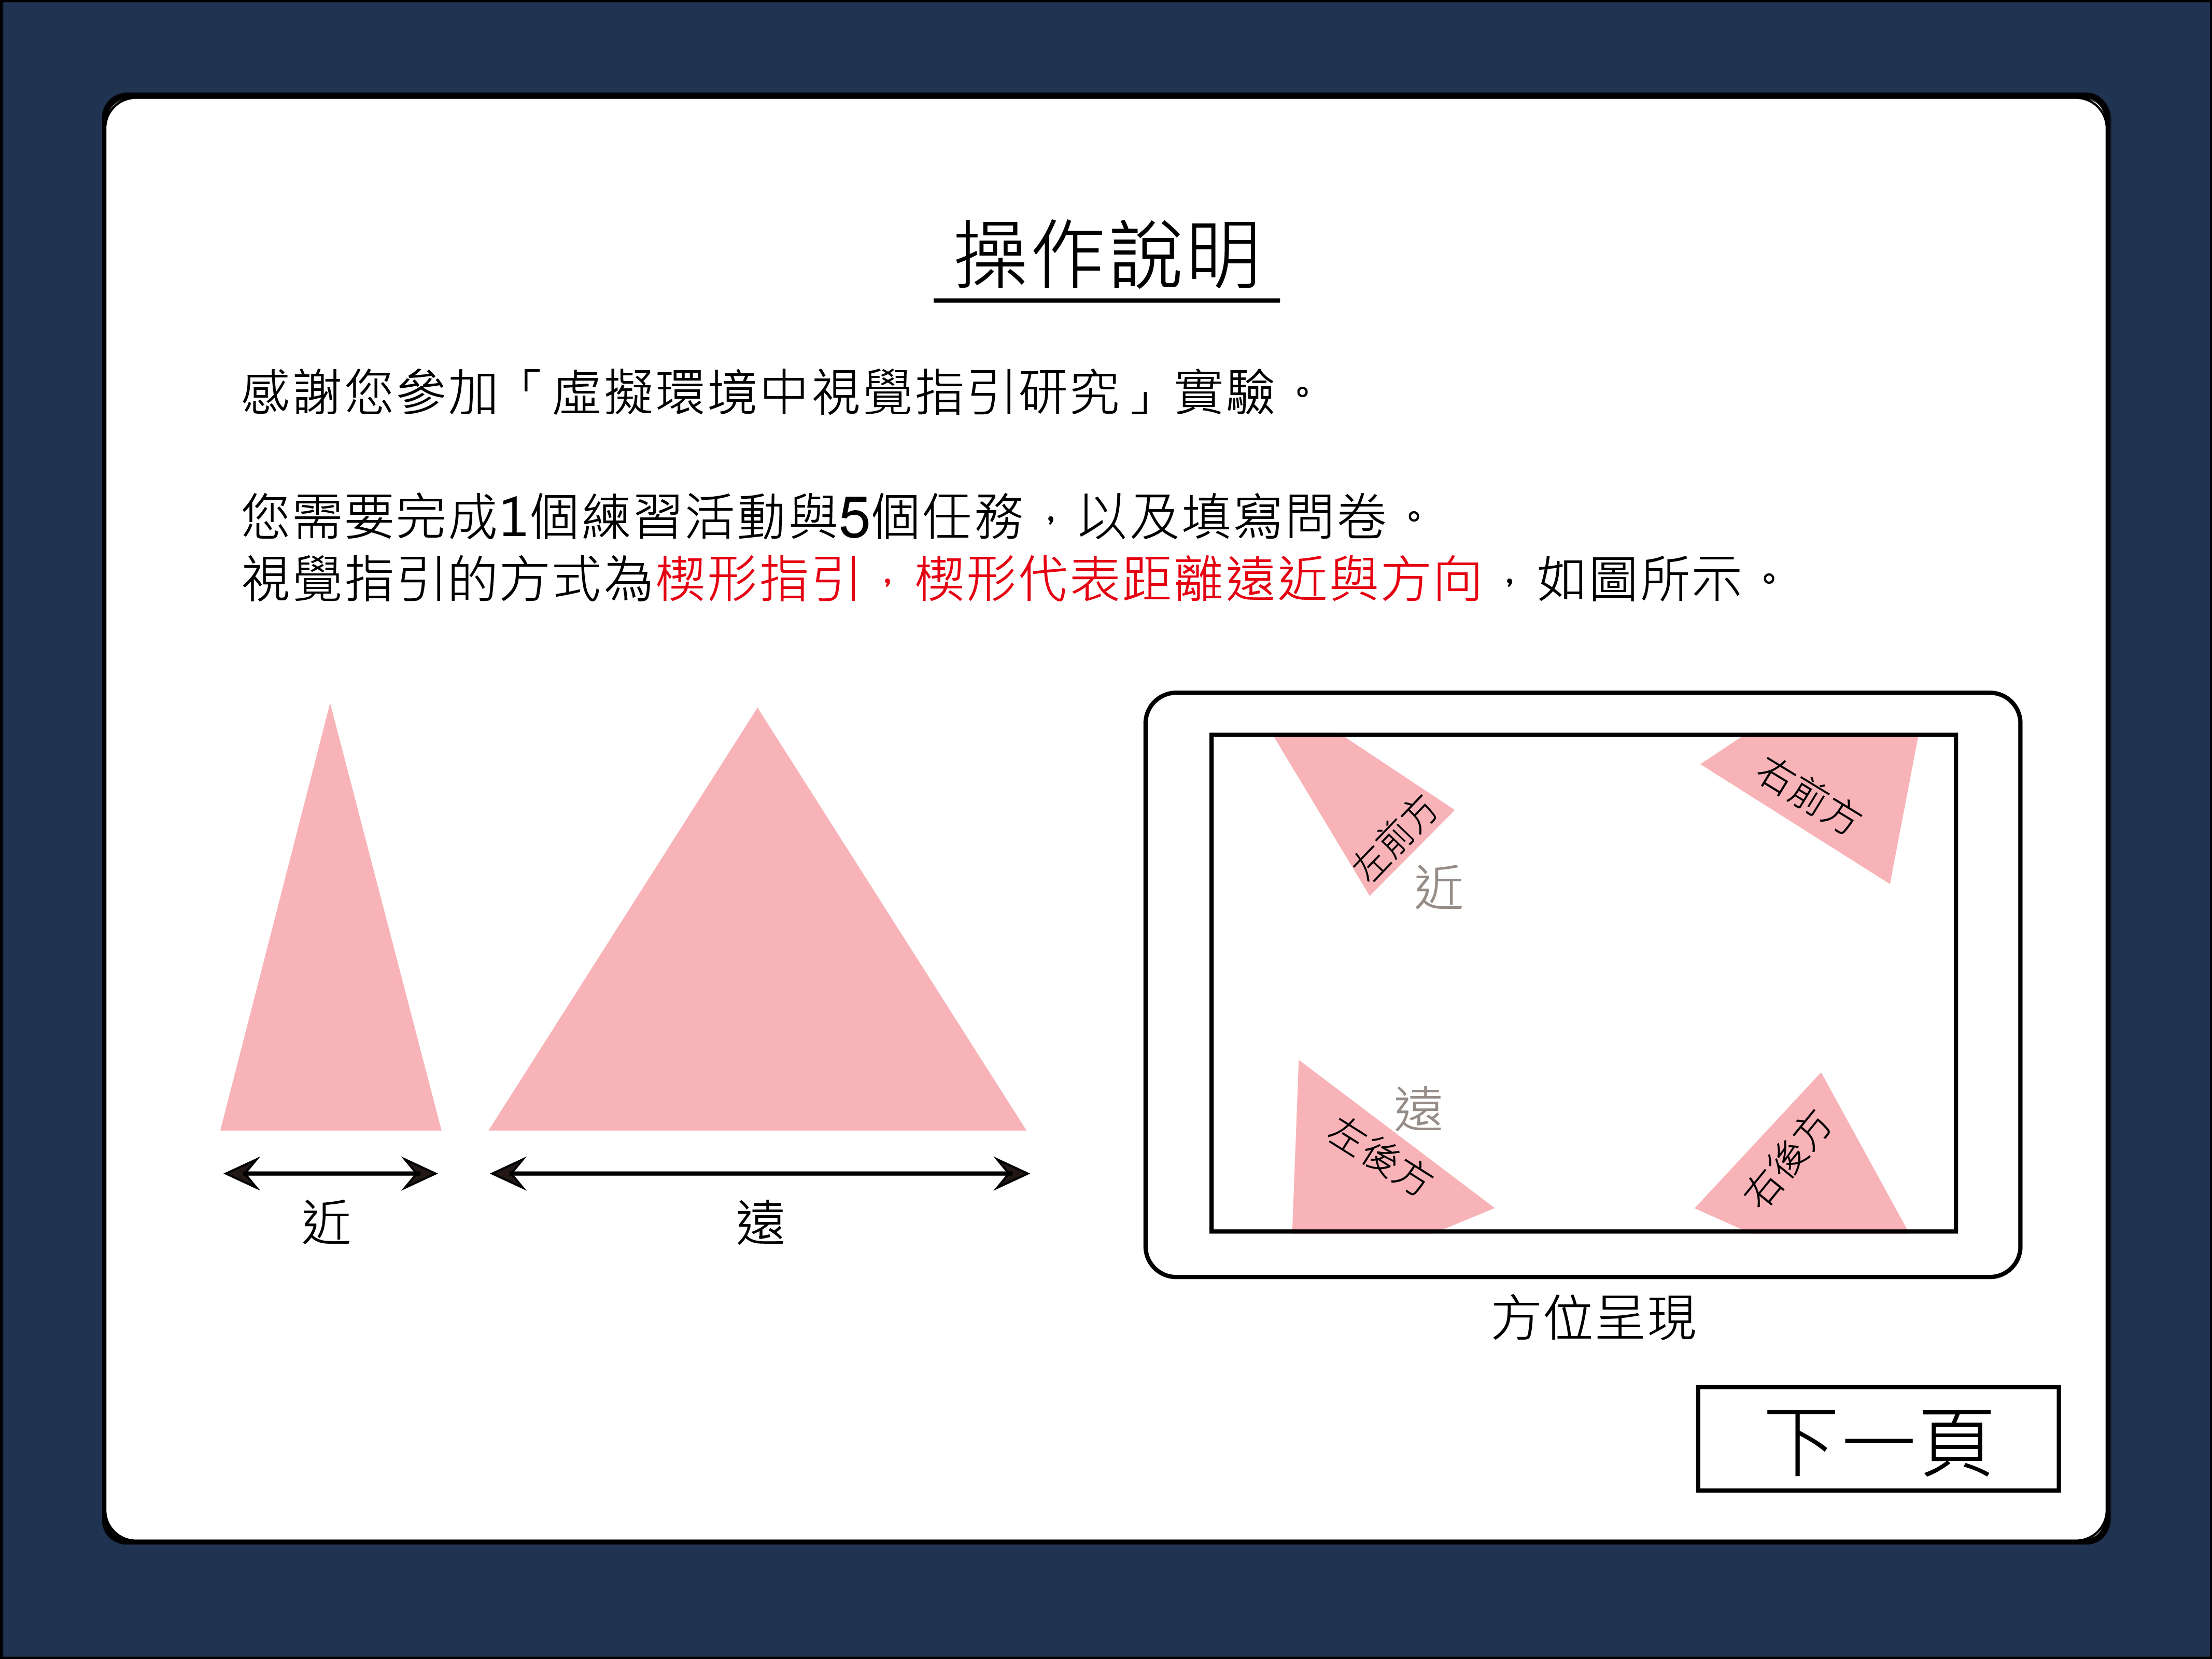 操作說明
感謝您參加「虛擬環境中視覺指引研究」實驗。
您需要完成1個練習活動與5個任務，以及填寫問卷。
視覺指引的方式為楔形指引，楔形代表距離遠近與方向，如圖所示。
近
遠
左前方
近
右前方
遠
左後方
右後方
方位呈現
下一頁